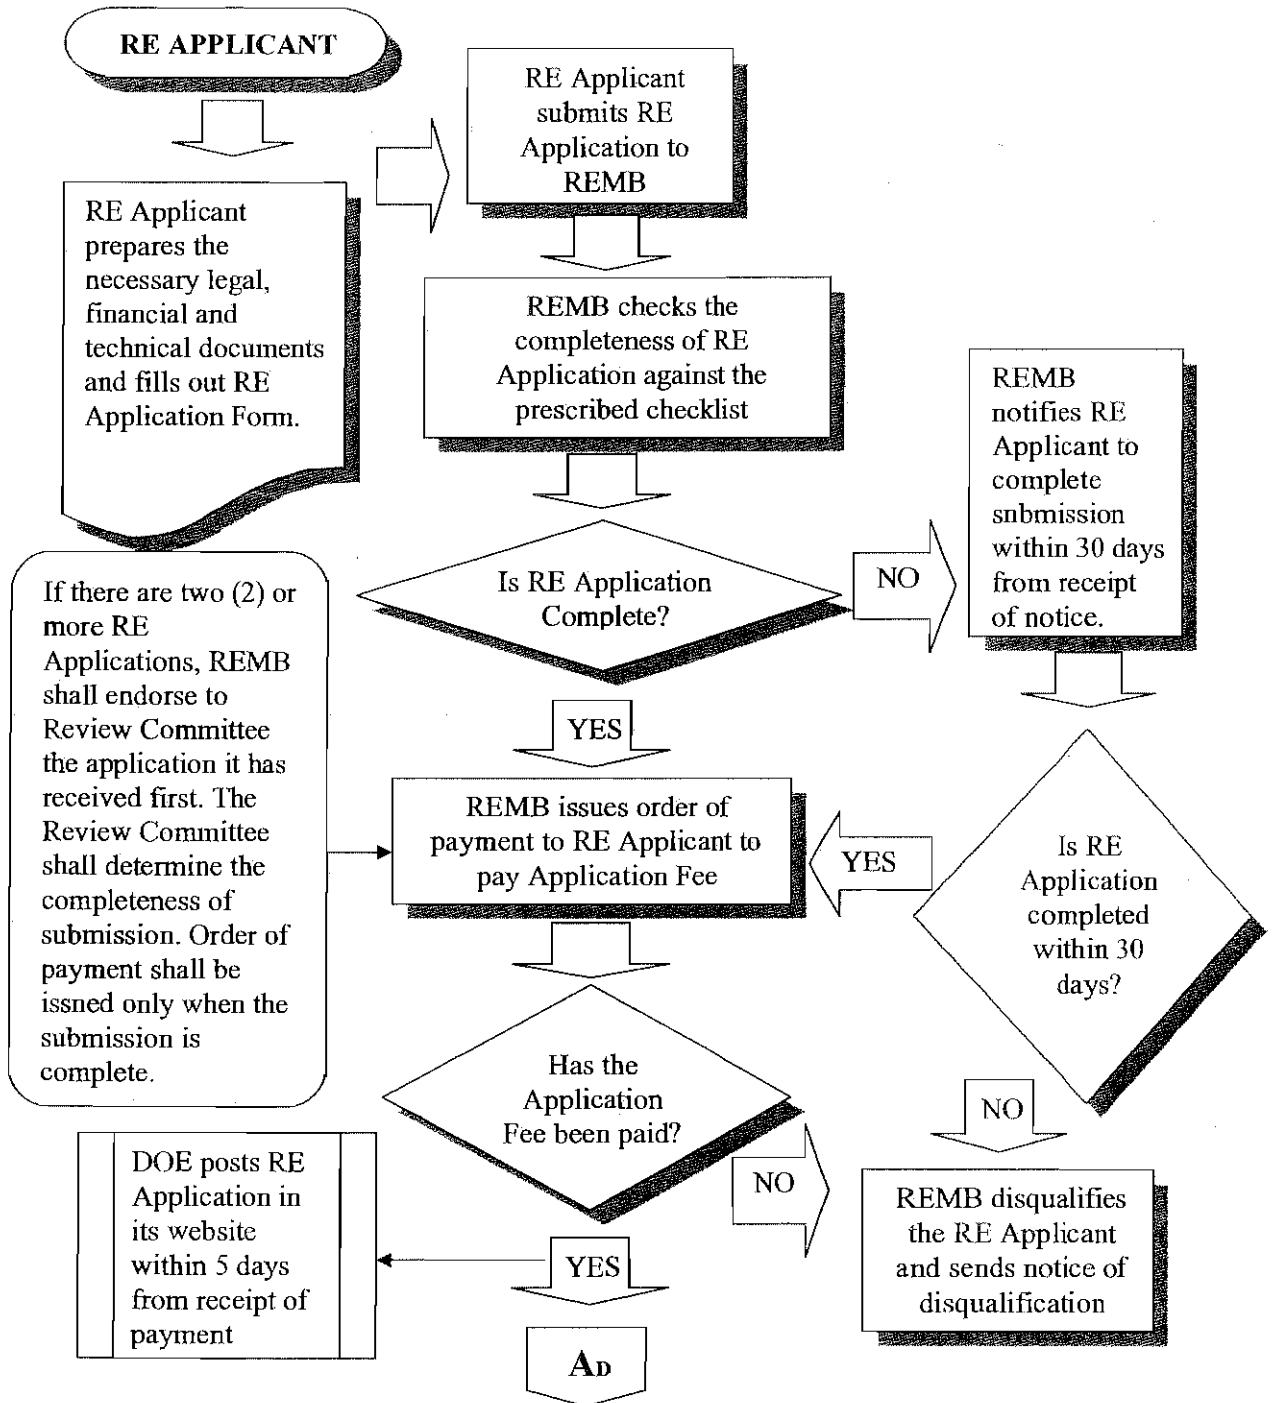 RE APPLICANT
RE Applicant
prepares the
necessary legal,
financial and
technical documents
and fills out RE
Application Form.
RE Applicant
submits RE
Application to
REMB
REMB checks the
completeness of RE
Application against the
prescribed checklist
Is RE Application
Complete?
NO
REMB
notifies RE
Applicant to
complete
snbmission
within 30 days
from receipt
of notice.
YES
If there are two (2) or
more RE
Applications, REMB
shall endorse to
Review Committee
the application it has
received first. The
Review Committee
shall determine the
completeness of
submission. Order of
payment shall be
issned only when the
submission is
complete.
REMB issues order of
payment to RE Applicant to
pay Application Fee
YES
Is RE
Application
completed
within 30
days?
Has the
Application
Fee been paid?
NO
NO
REMB disqualifies
the RE Applicant
and sends notice of
disqualification
YES
DOE posts RE
Application in
its website
within 5 days
from receipt of
payment
AD